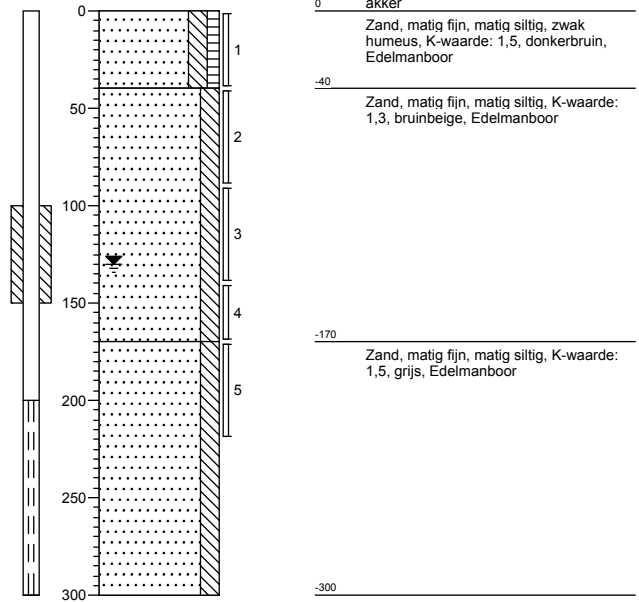 0
50
100
150
200
250
300
1
2
3
4
5
0
akker
Zand, matig fijn, matig siltig, zwak
humeus, K-waarde: 1,5, donkerbruin,
Edelmanboor
-40
Zand, matig fijn, matig siltig, K-waarde:
1,3, bruinbeige, Edelmanboor
-170
Zand, matig fijn, matig siltig, K-waarde:
1,5, grijs, Edelmanboor
-300